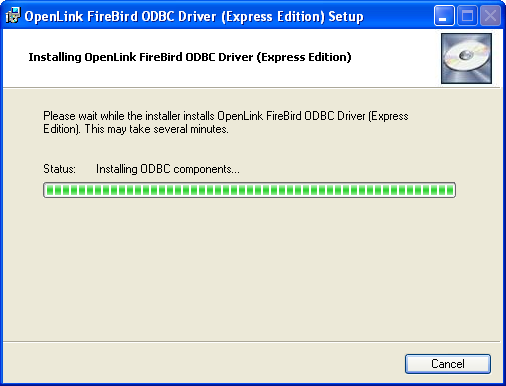 OpenLink FireBird ODBC Driver (Express Edition) Setup
Installing OpenLink FireBird ODBC Driver (Express Edition)
Please wait while the installer installs OpenLink FireBird ODBC Driver (Express
Edition). This may take several minutes.
Status: Installing ODBC components...
Cancel